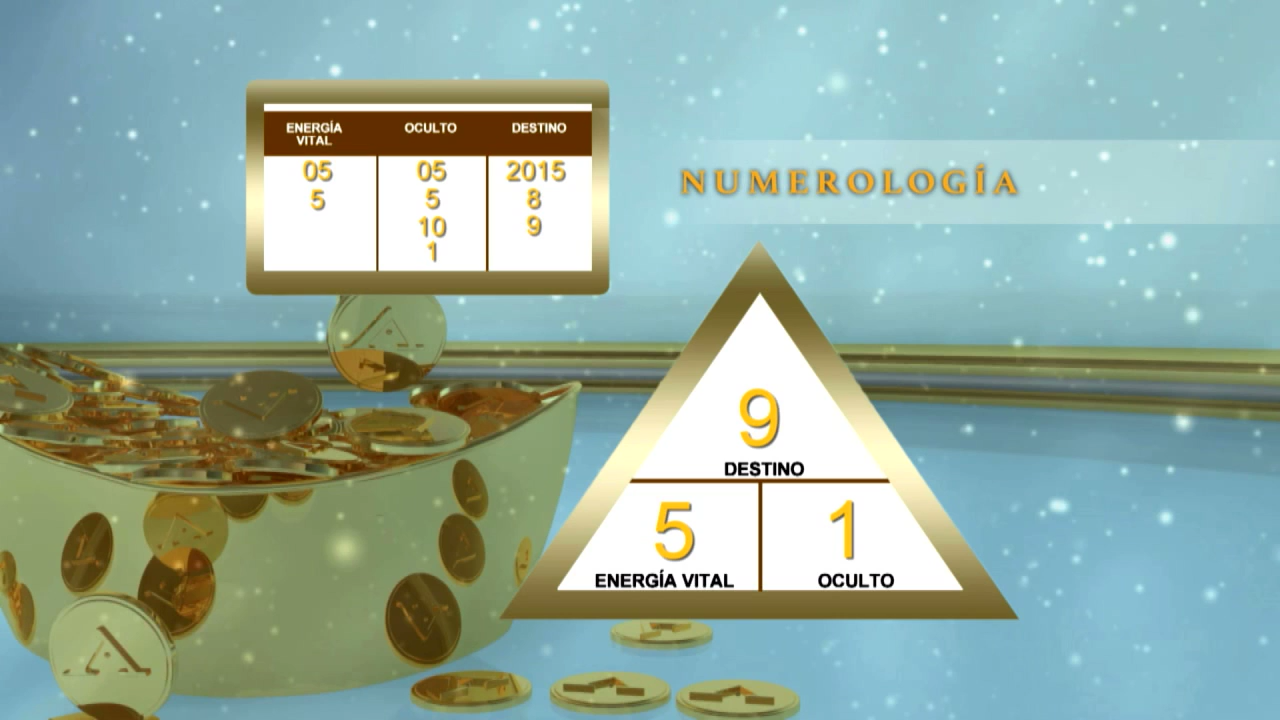 ENERGÍA
VITAL
OCULTO
DESTINO
05
5
05
5
10
1
2015
8
9
NUMEROLOGÍA
9
DESTINO
5
ENERGÍA VITAL
1
OCULTO